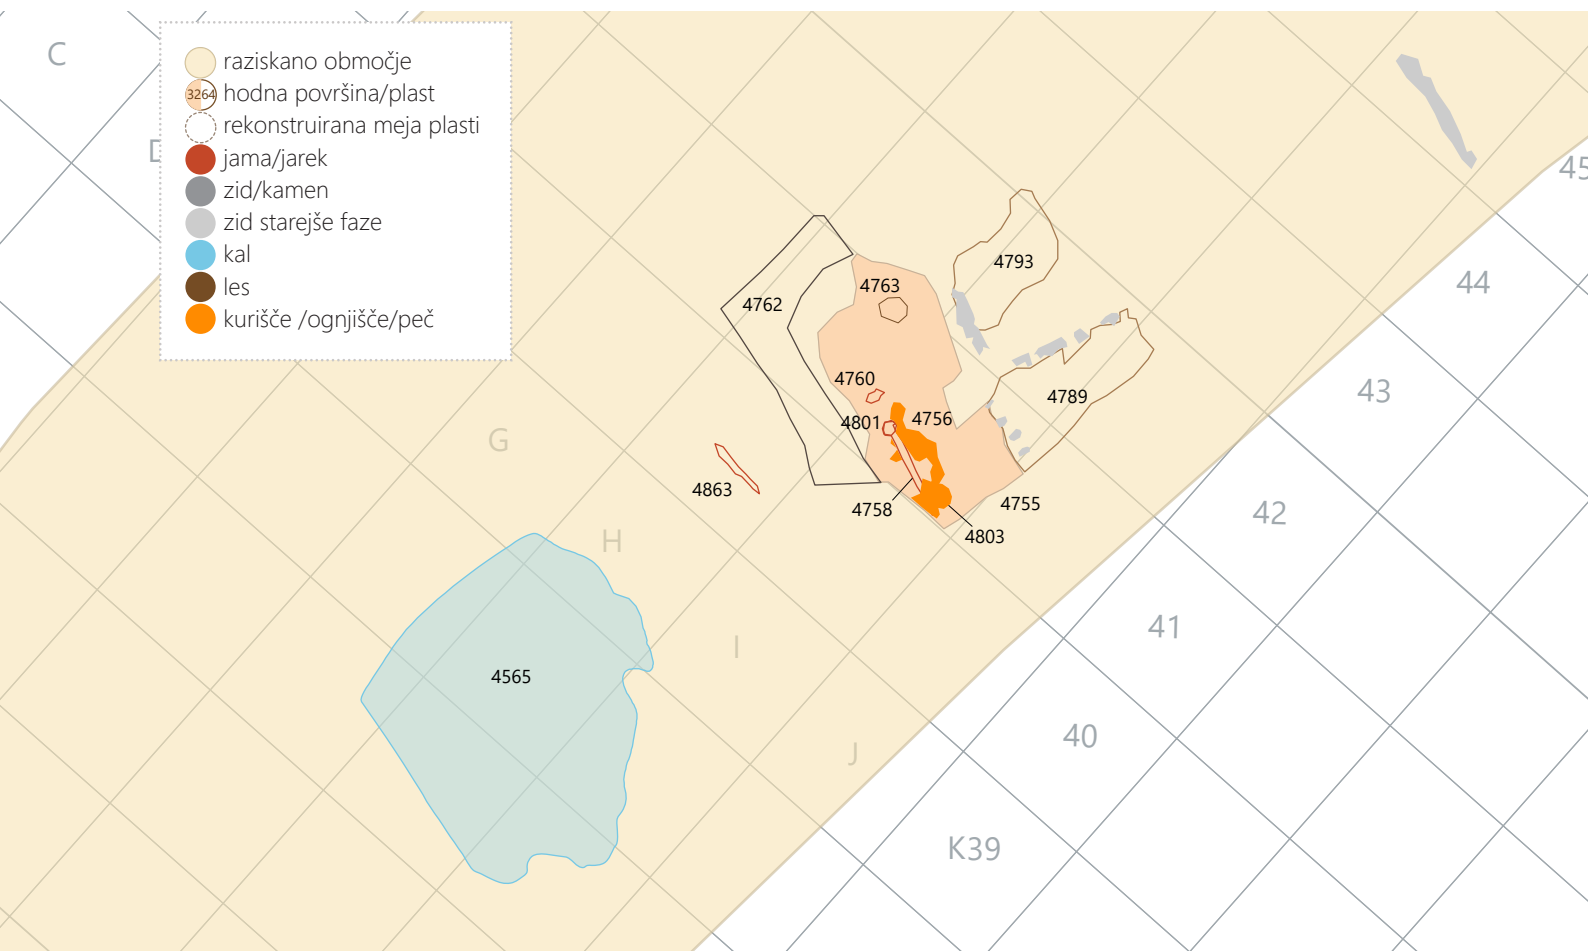 C
D
raziskano območje
3264 hodna površina/plast
rekonstruirana meja plasti
jama/jarek
zid/kamen
zid starejše faze
kal
les
kurišče /ognjišče/peč
45
4793
44
4763
4762
4760
43
4789
4801
4756
G
4863
4755
4758
42
4803
H
41
I
4565
40
J
K39